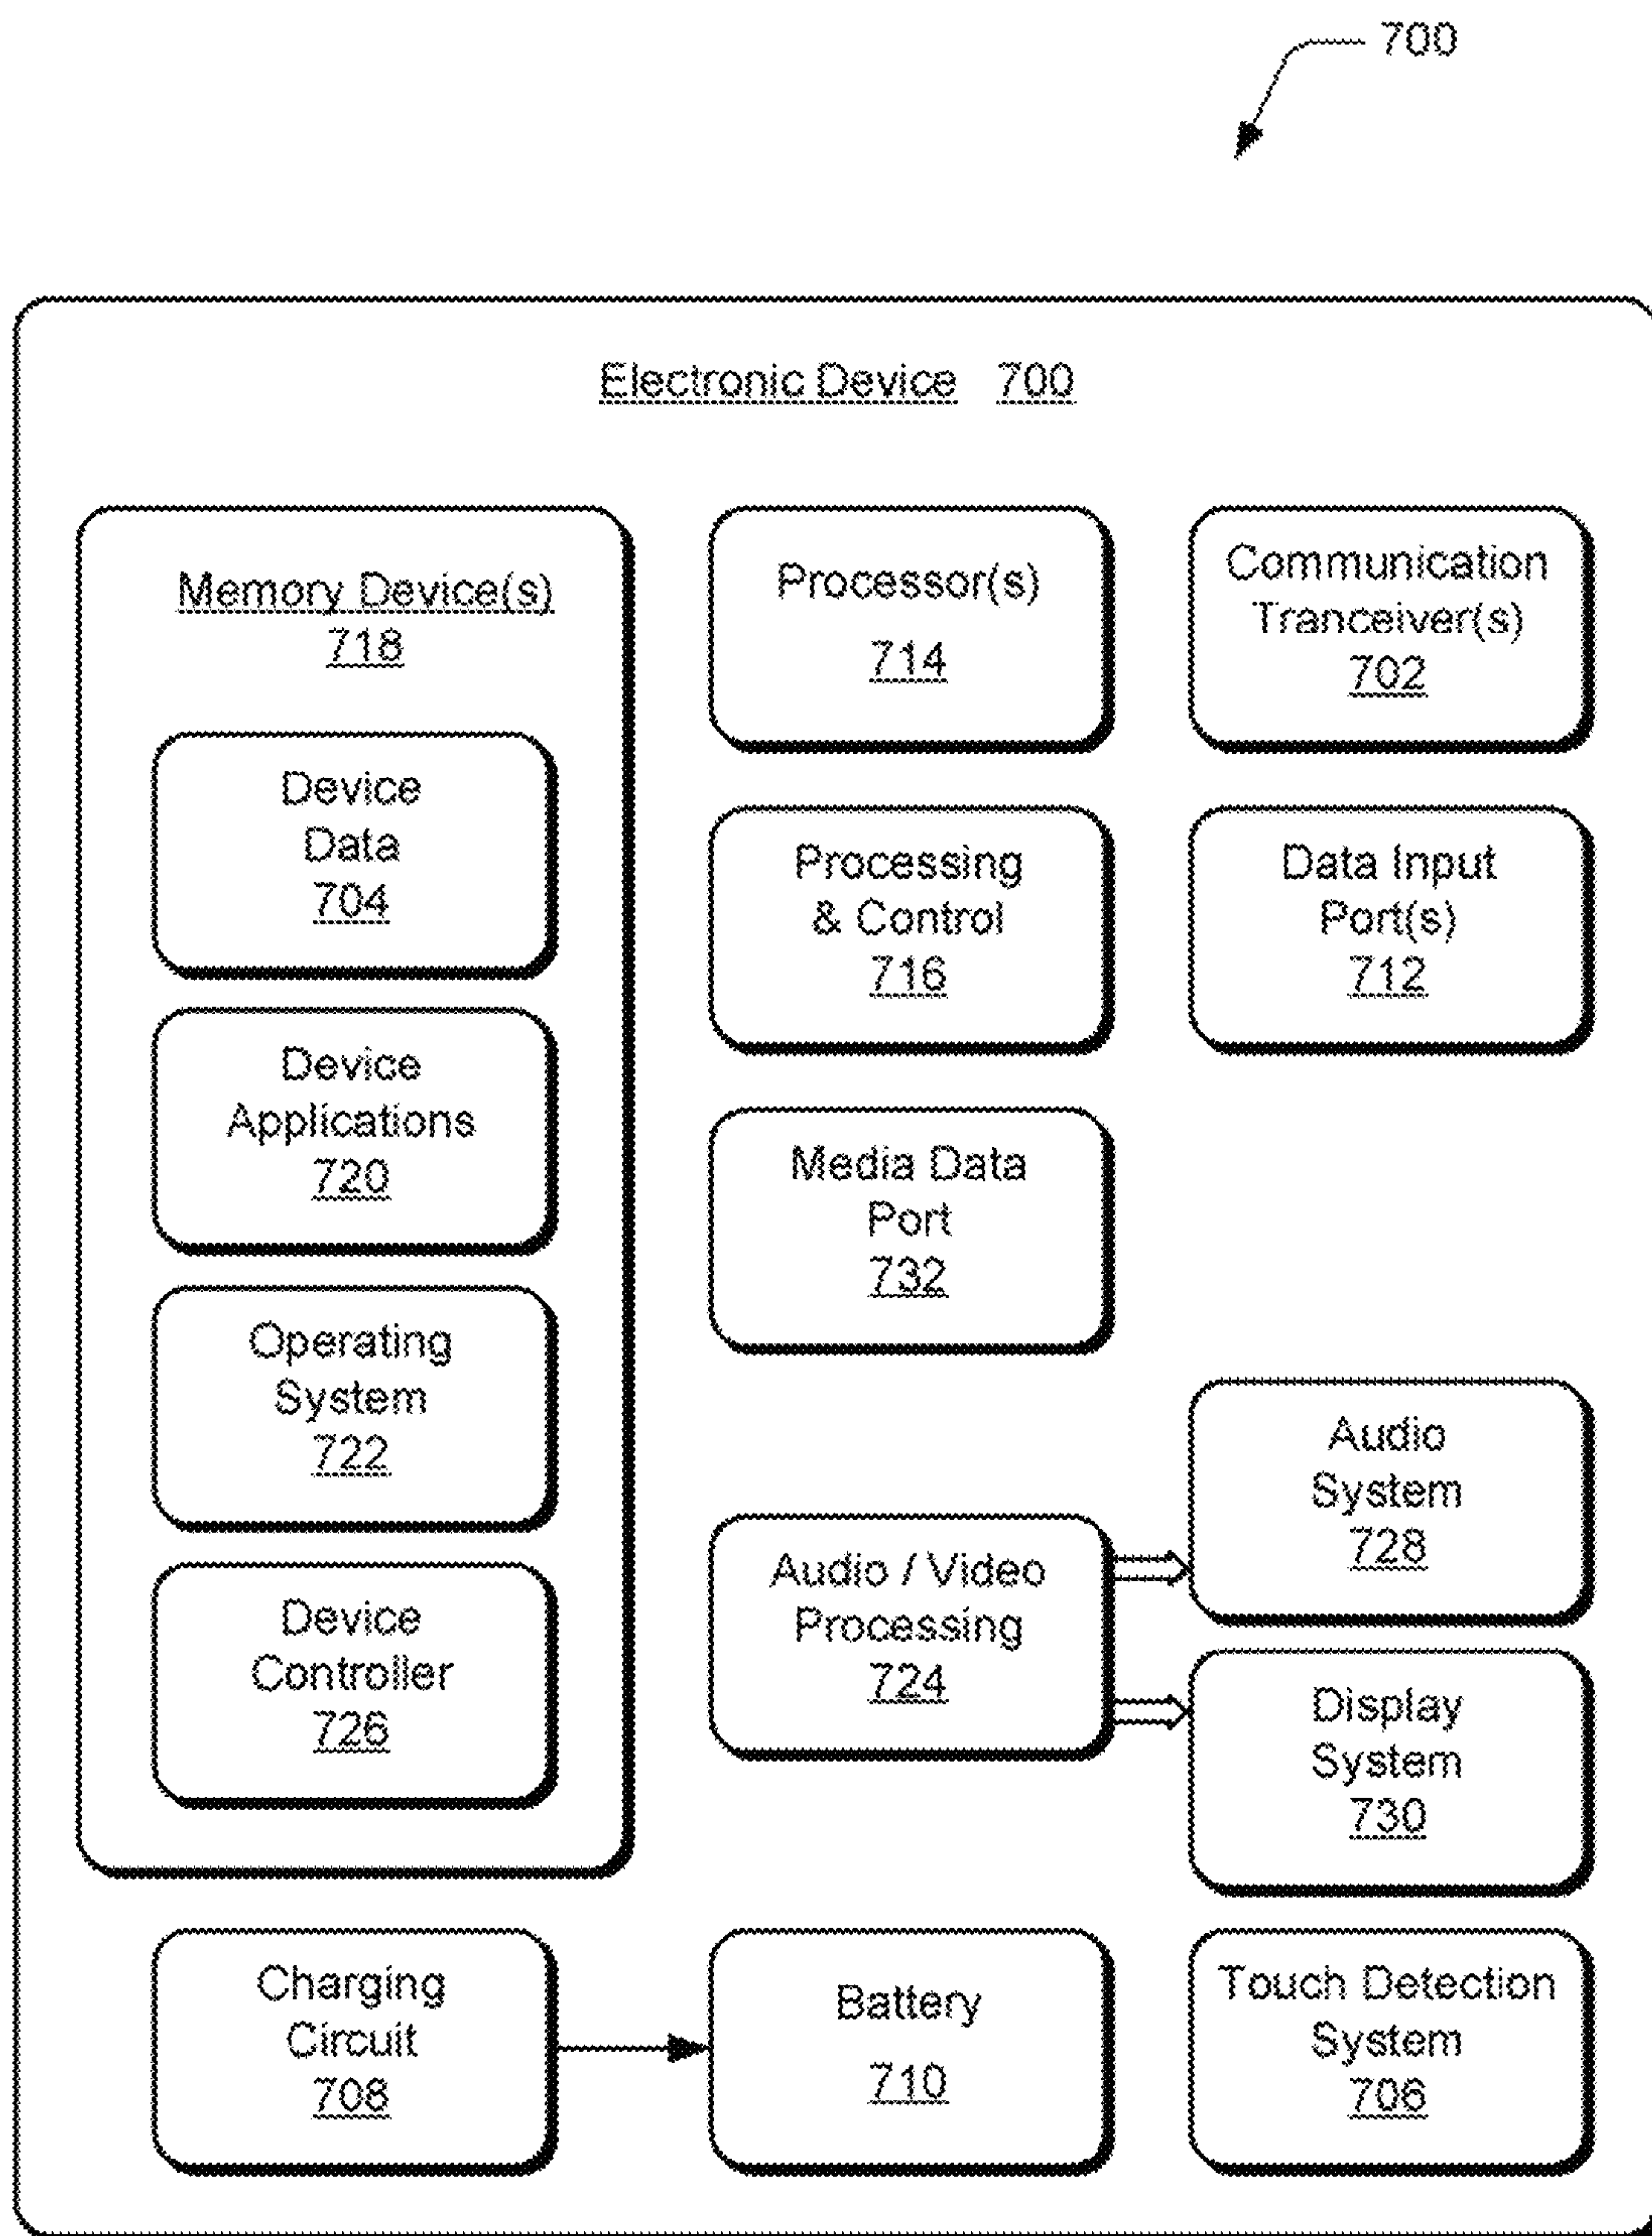 700
Electronic Device 700
Memory Device(s)
718
Device
Data
704
Device
Applications
720
Operating
System
722
Device
Controller
726
Processor(s)
714
Communication
Tranceiver(s)
702
Processing
& Control
716
Data Input
Port(s)
712
Media Data
Port
732
Audio / Video
Processing
724
Audio
System
728
Display
System
730
Charging
Circuit
708
Battery
710
Touch Detection
System
706